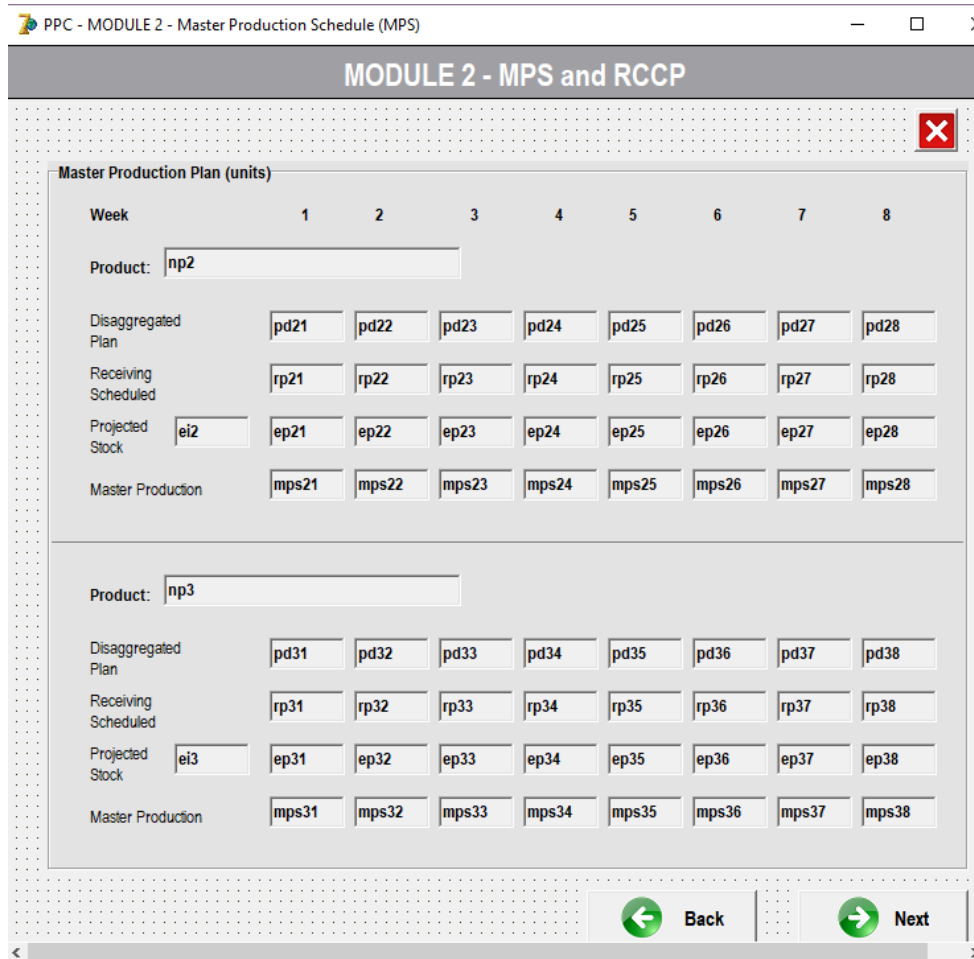 PPC - MODULE 2 - Master Production Schedule (MPS)
MODULE 2 - MPS and RCCP
Master Production Plan (units)
Week 1 2 3 4 5 6 7 8
Product: np2
Disaggregated
Plan
pd21 pd22 pd23 pd24 pd25 pd26 pd27 pd28
Receiving
Scheduled
rp21 rp22 rp23 rp24 rp25 rp26 rp27 rp28
Projected
Stock
ei2 ep21 ep22 ep23 ep24 ep25 ep26 ep27 ep28
Master Production mps21 mps22 mps23 mps24 mps25 mps26 mps27 mps28
Product: np3
Disaggregated
Plan
pd31 pd32 pd33 pd34 pd35 pd36 pd37 pd38
Receiving
Scheduled
rp31 rp32 rp33 rp34 rp35 rp36 rp37 rp38
Projected
Stock
ei3 ep31 ep32 ep33 ep34 ep35 ep36 ep37 ep38
Master Production mps31 mps32 mps33 mps34 mps35 mps36 mps37 mps38
Back Next